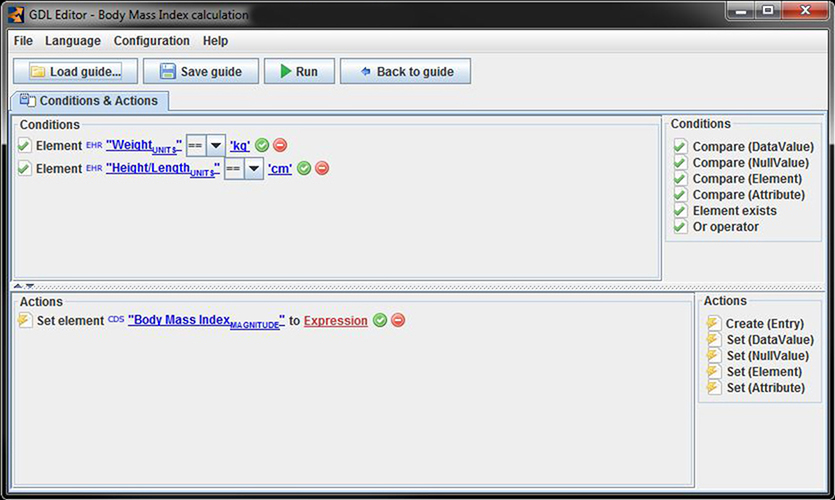 GDL Editor - Body Mass Index calculation
File Language Configuration Help
Load guide... Save guide Run Back to guide
Conditions & Actions
Conditions
Element EHR "Weight UNITS" == 'kg'
Element EHR "Height/Length UNITS" == 'cm'
Conditions
Compare (DataValue)
Compare (NullValue)
Compare (Element)
Compare (Attribute)
Element exists
Or operator
Actions
Set element CDS "Body Mass Index MAGNITUDE" to Expression
Actions
Create (Entry)
Set (DataValue)
Set (NullValue)
Set (Element)
Set (Attribute)